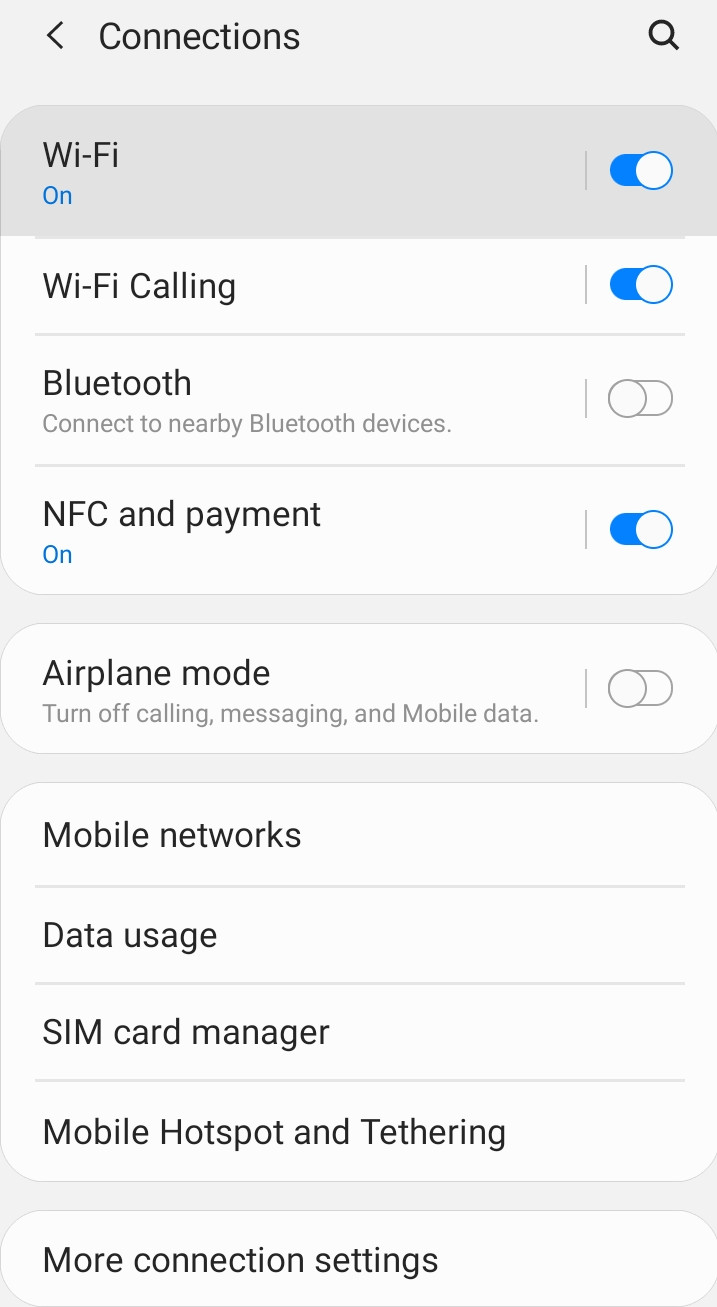 Connections
Wi-Fi
On
Wi-Fi Calling
Bluetooth
Connect to nearby Bluetooth devices.
NFC and payment
On
Airplane mode
Turn off calling, messaging, and Mobile data.
Mobile networks
Data usage
SIM card manager
Mobile Hotspot and Tethering
More connection settings